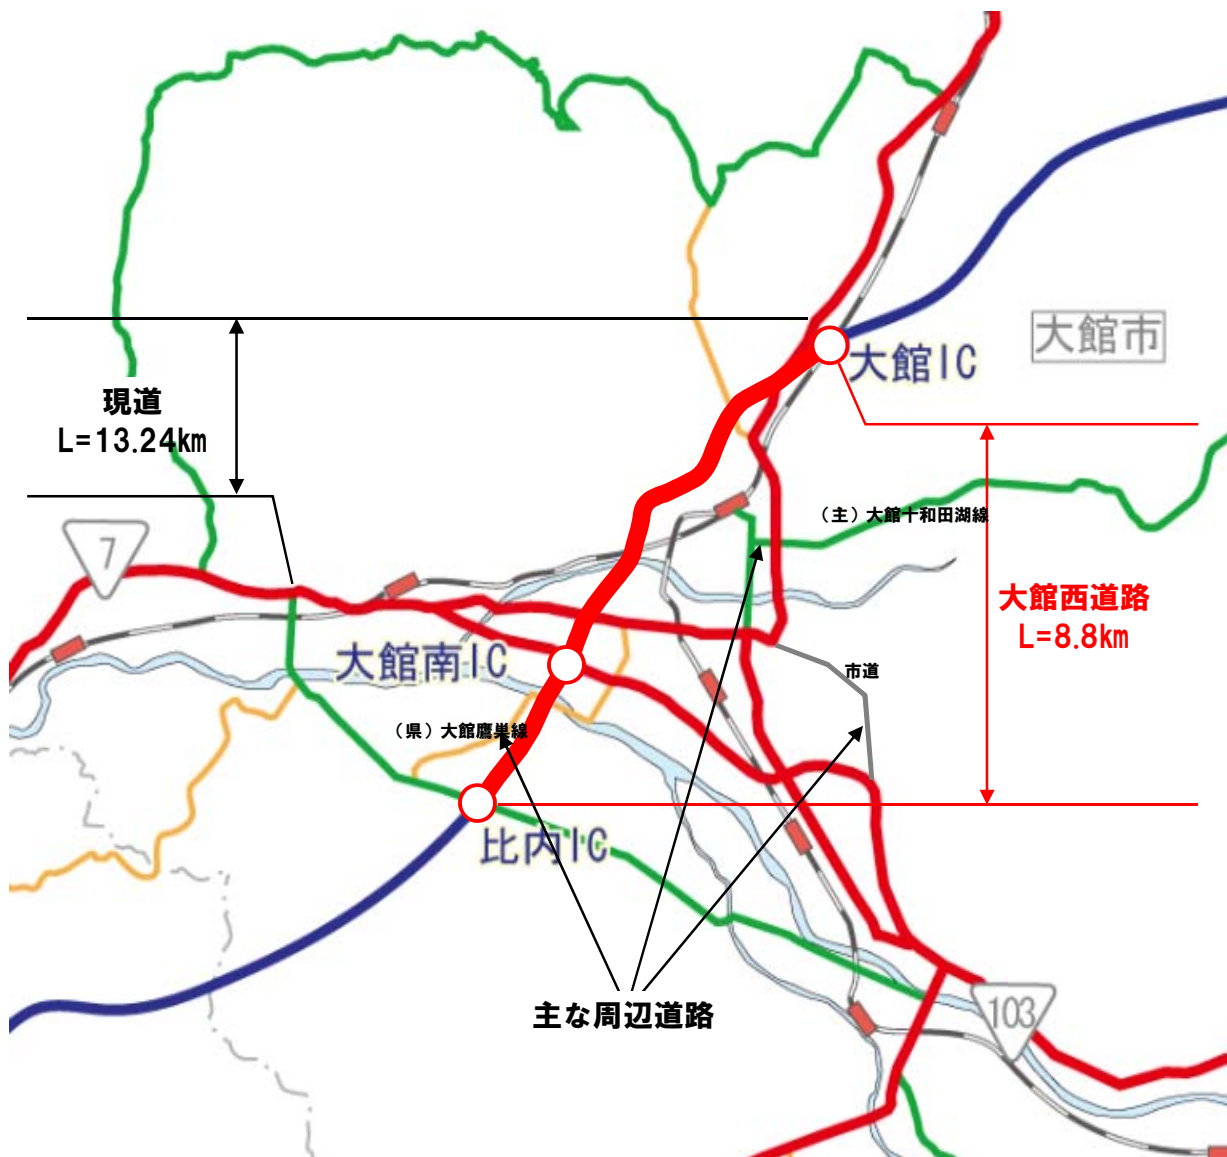 大館IC
大館市
現道
L=13.24km
7
（主）大館十和田湖線
大館西道路
L=8.8km
大館南IC
市道
（県）大館鷹巣線
比内IC
主な周辺道路
103